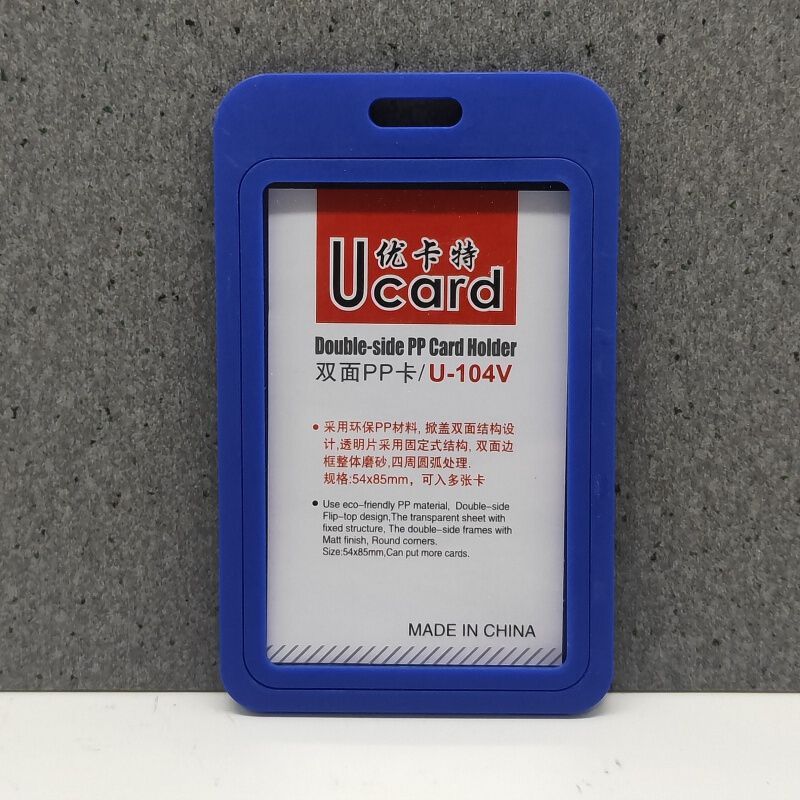 优卡特
Ucard
Double-side PP Card Holder
双面PP卡/U-104V
● 采用环保PP材料, 掀盖双面结构设
计,透明片采用固定式结构, 双面边
框整体磨砂,四周圆弧处理.
规格:54x85mm, 可入多张卡
● Use eco-friendly PP material, Double-side
Flip-top design,The transparent sheet with
fixed structure, The double-side frames with
Matt finish, Round corners.
Size:54x85mm,Can put more cards.
MADE IN CHINA